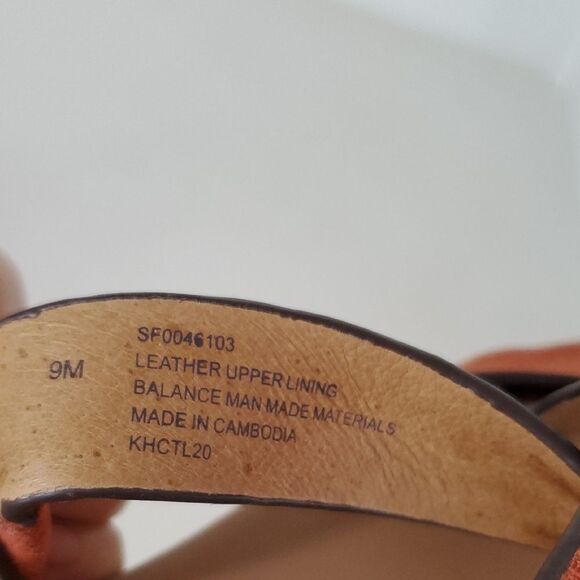 9M
SF0046103
LEATHER UPPER LINING
BALANCE MAN MADE MATERIALS
MADE IN CAMBODIA
KHCTL20